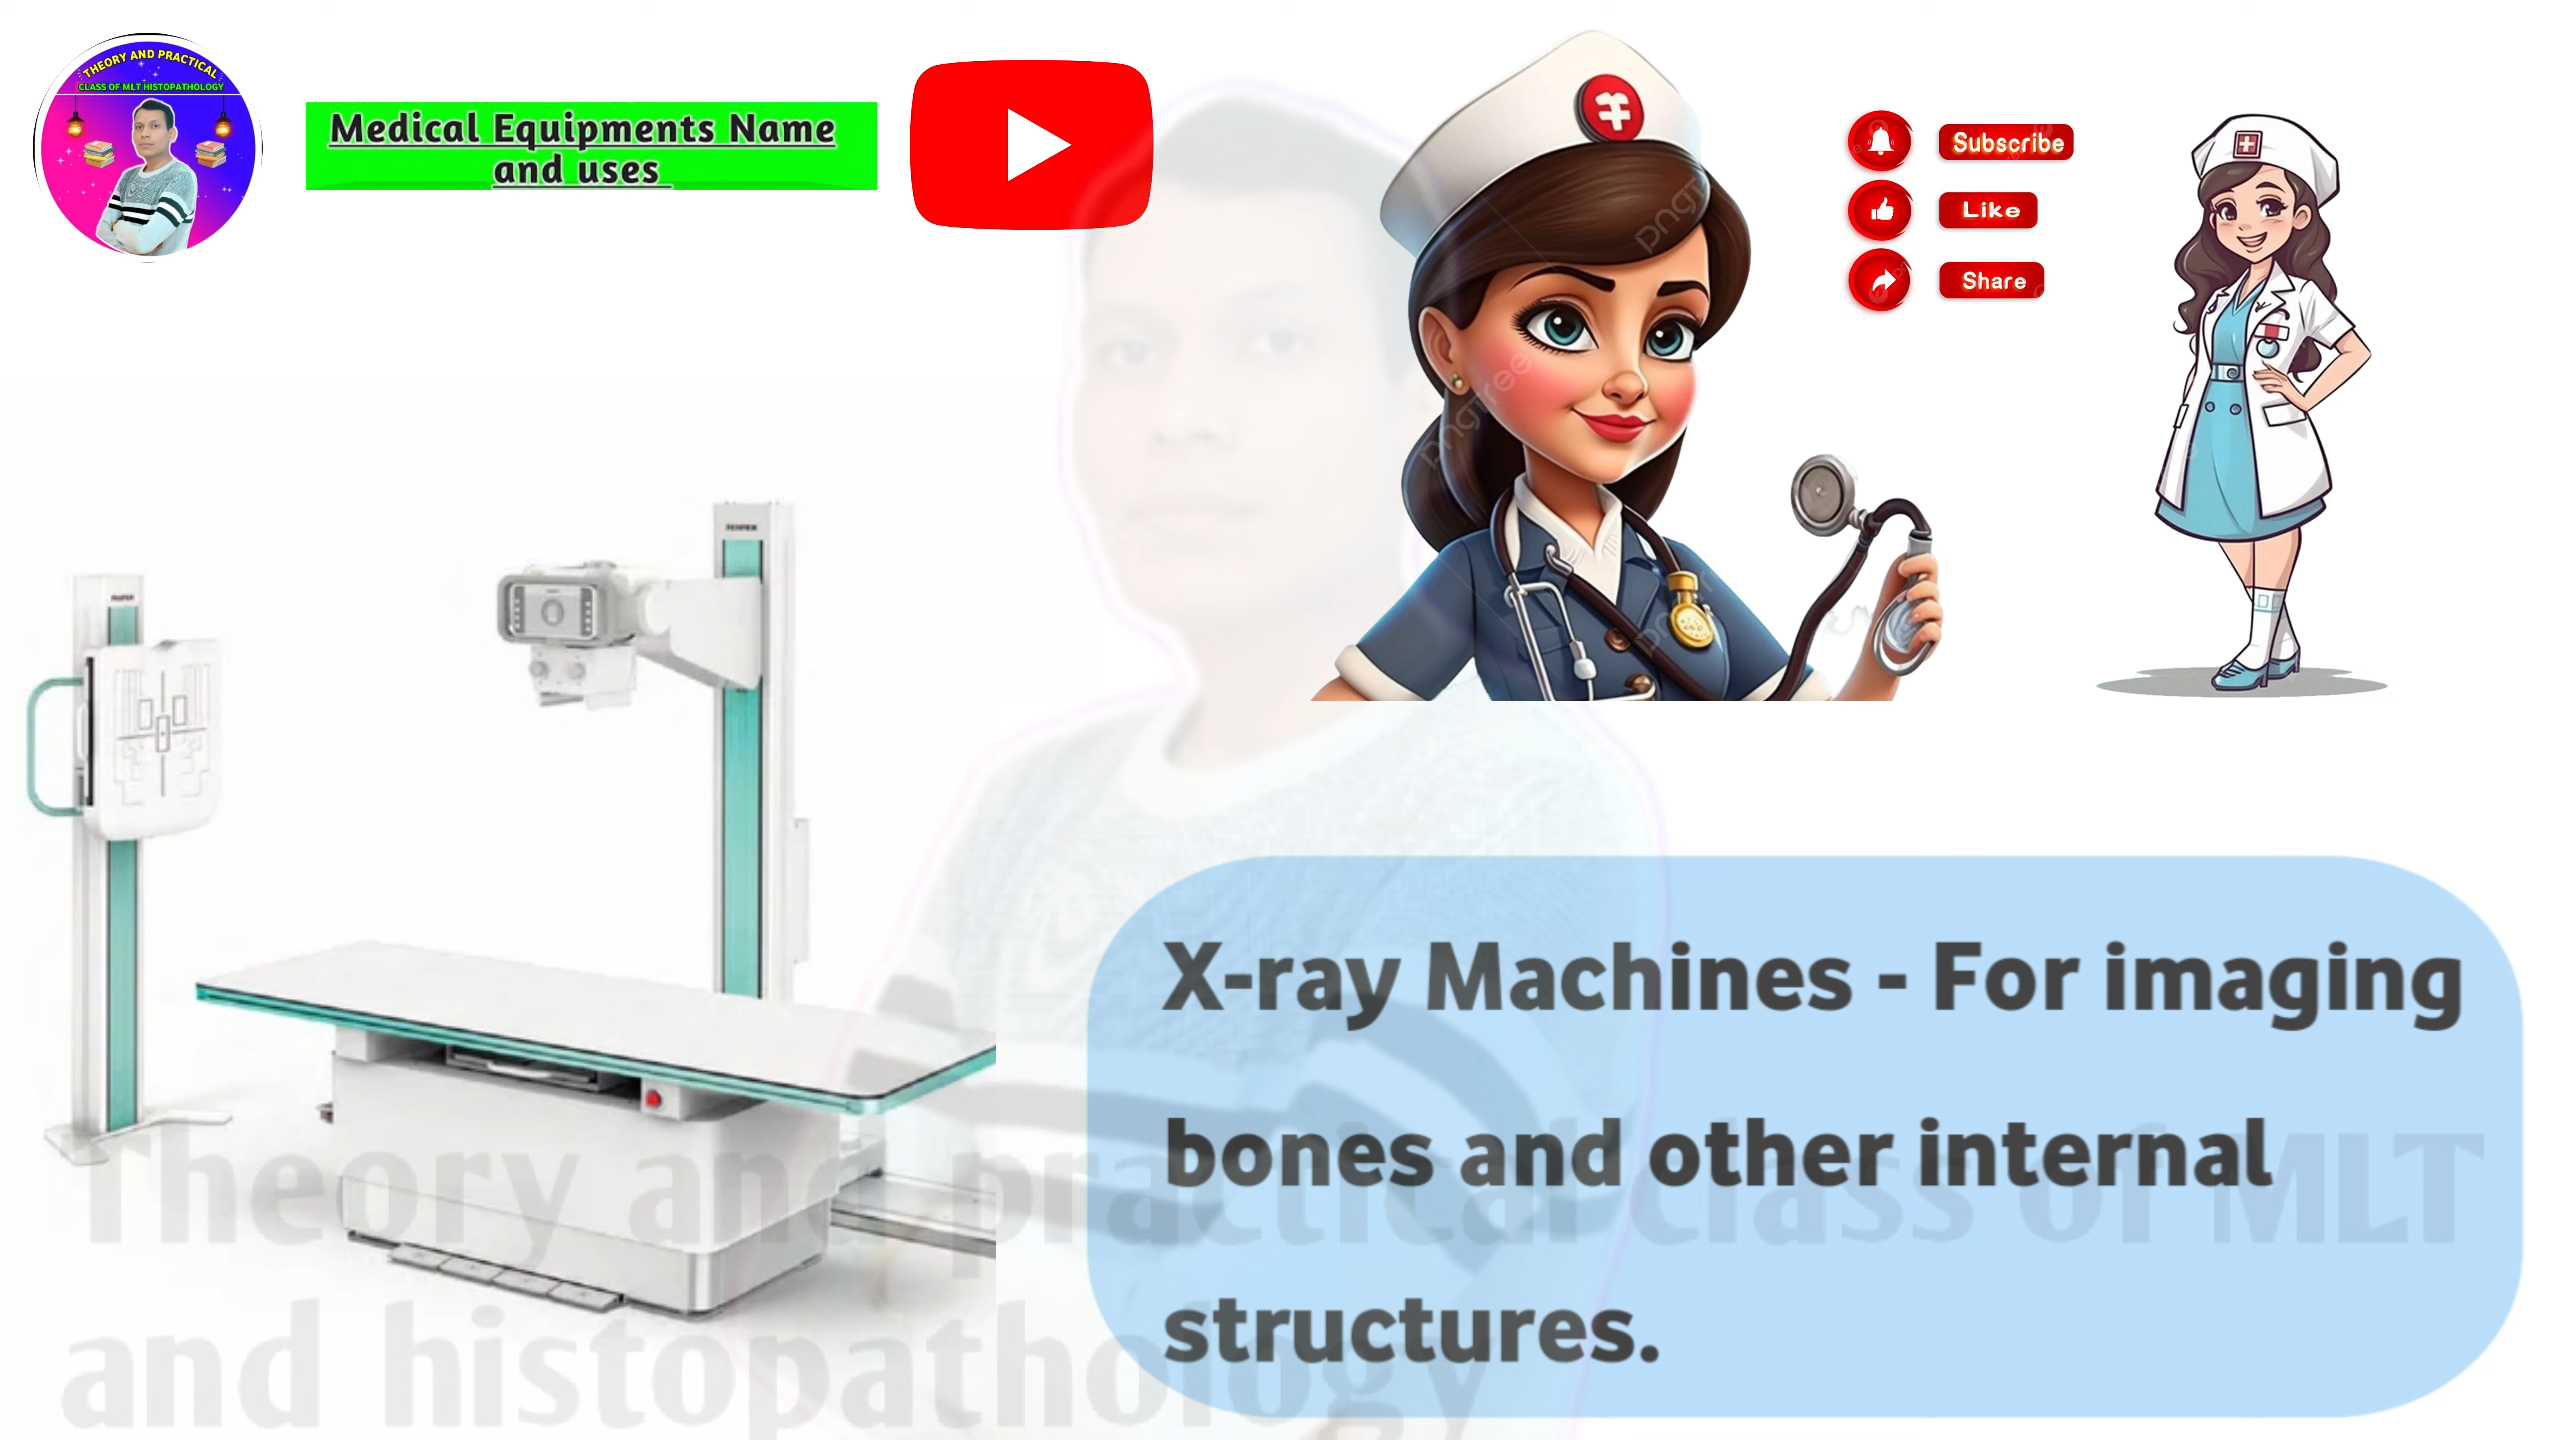 THEORY AND PRACTICAL
CLASS OF MLT HISTOPATHOLOGY
Medical Equipments Name
and uses
Subscribe
Like
Share
pngtree
X-ray Machines - For imaging
bones and other internal
structures.
Theory and practical class of MLT
and histopathology